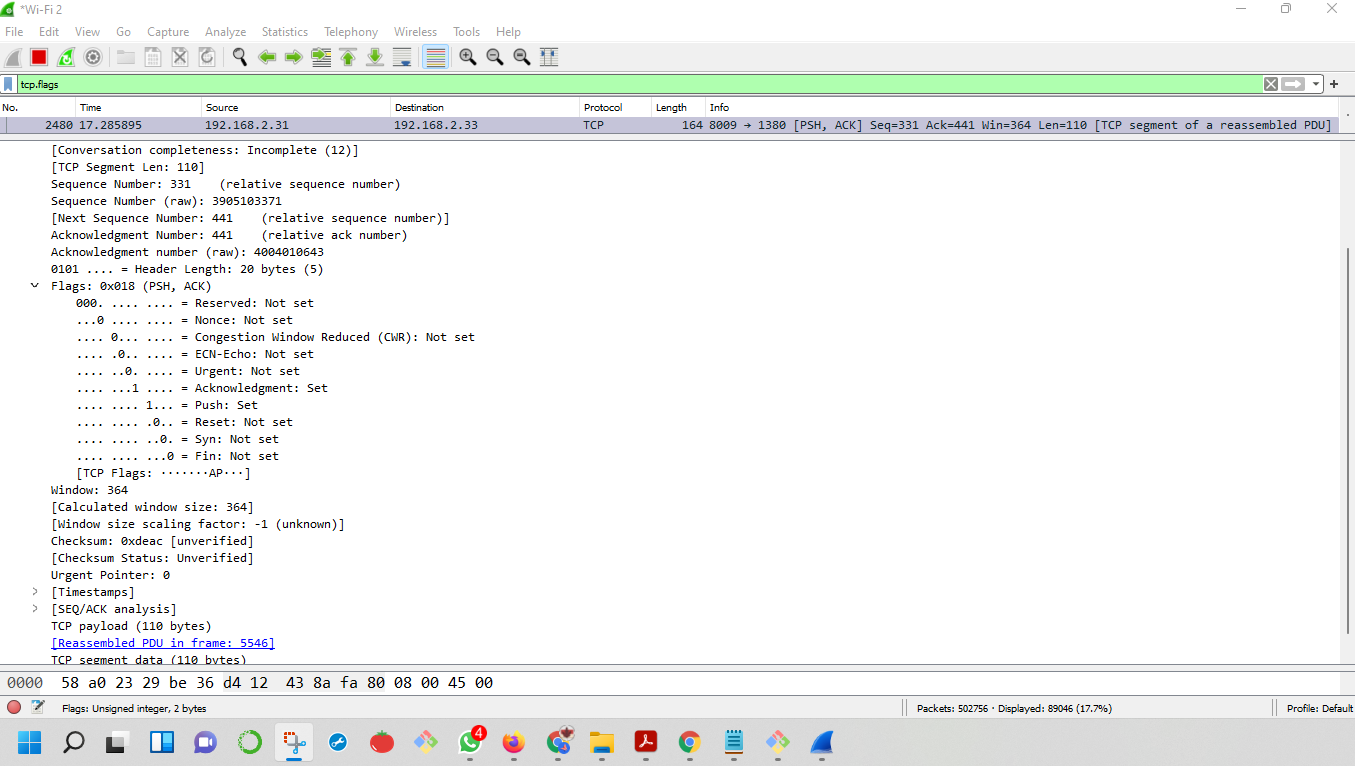 *Wi-Fi 2
File Edit View Go Capture Analyze Statistics Telephony Wireless Tools Help
tcp.flags
No. Time Source Destination Protocol Length Info
2480 17.285895 192.168.2.31 192.168.2.33 TCP 164 8009 → 1380 [PSH, ACK] Seq=331 Ack=441 Win=364 Len=110 [TCP segment of a reassembled PDU]
[Conversation completeness: Incomplete (12)]
[TCP Segment Len: 110]
Sequence Number: 331 (relative sequence number)
Sequence Number (raw): 3905103371
[Next Sequence Number: 441 (relative sequence number)]
Acknowledgment Number: 441 (relative ack number)
Acknowledgment number (raw): 4004010643
0101 .... = Header Length: 20 bytes (5)
Flags: 0x018 (PSH, ACK)
000. .... .... = Reserved: Not set
...0 .... .... = Nonce: Not set
.... 0... .... = Congestion Window Reduced (CWR): Not set
.... .0.. .... = ECN-Echo: Not set
.... ..0. .... = Urgent: Not set
.... ...1 .... = Acknowledgment: Set
.... .... 1... = Push: Set
.... .... .0.. = Reset: Not set
.... .... ..0. = Syn: Not set
.... .... ...0 = Fin: Not set
[TCP Flags: ·······AP···]
Window: 364
[Calculated window size: 364]
[Window size scaling factor: -1 (unknown)]
Checksum: 0xdeac [unverified]
[Checksum Status: Unverified]
Urgent Pointer: 0
[Timestamps]
[SEQ/ACK analysis]
TCP payload (110 bytes)
[Reassembled PDU in frame: 5546]
TCP segment data (110 bytes)
0000 58 a0 23 29 be 36 d4 12 43 8a fa 80 08 00 45 00
Flags: Unsigned integer, 2 bytes
Packets: 502756 · Displayed: 89046 (17.7%)
Profile: Default
4